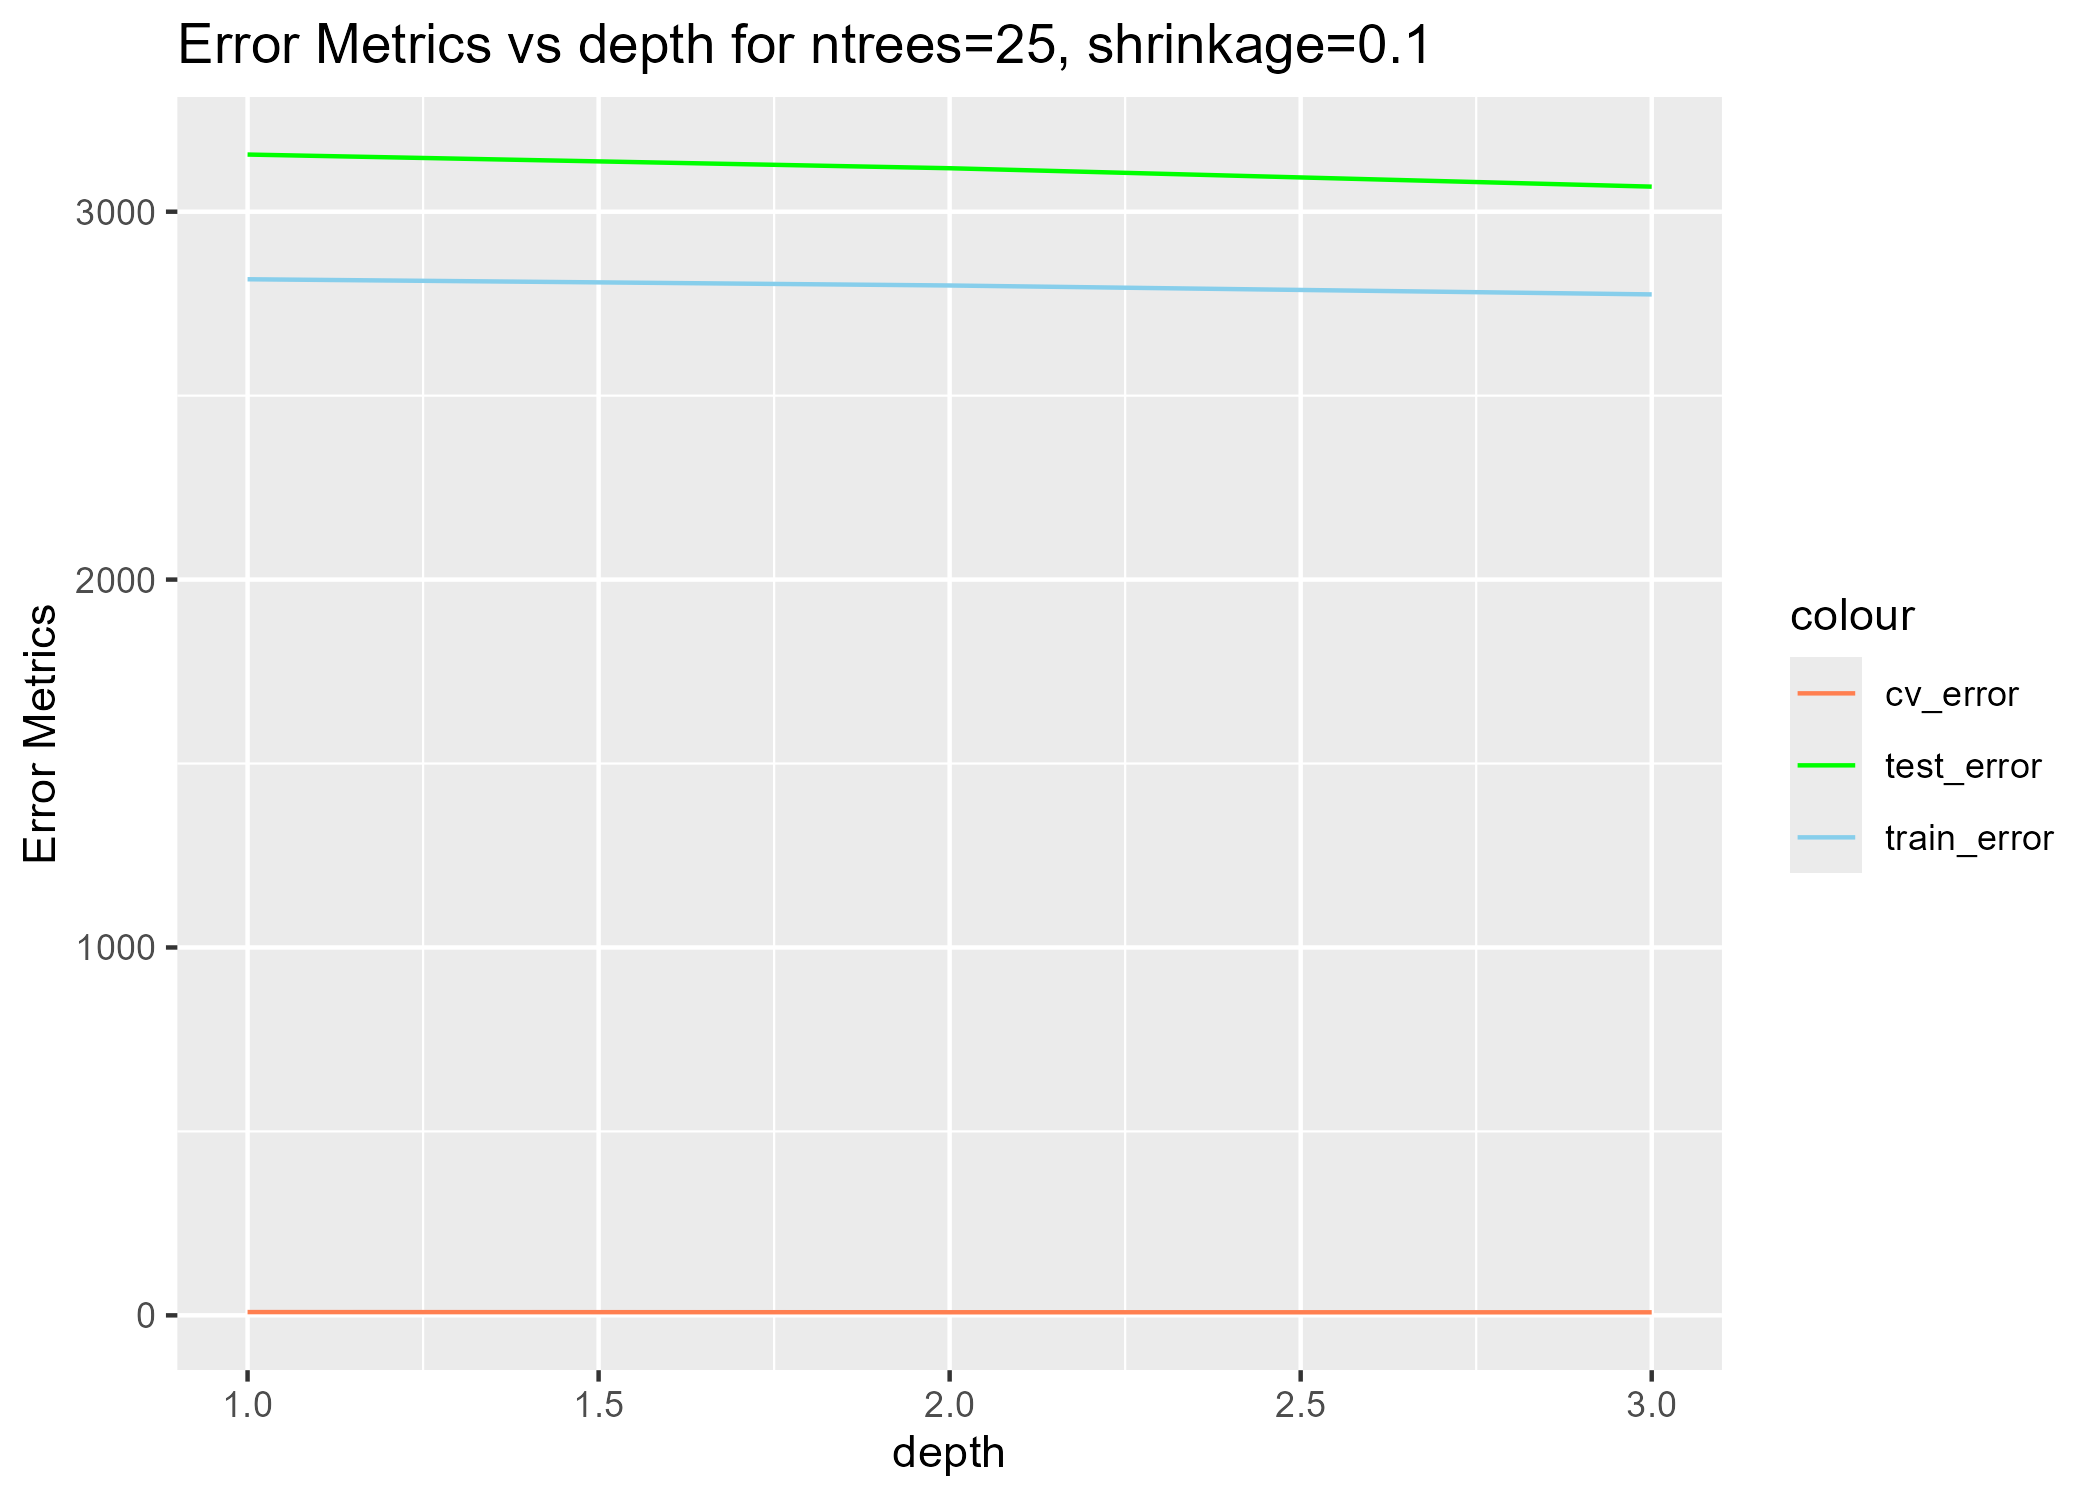 Error Metrics vs depth for ntrees=25, shrinkage=0.1
Error Metrics
3000
2000
1000
0
1.0 1.5 2.0 2.5 3.0
depth
colour
cv_error
test_error
train_error